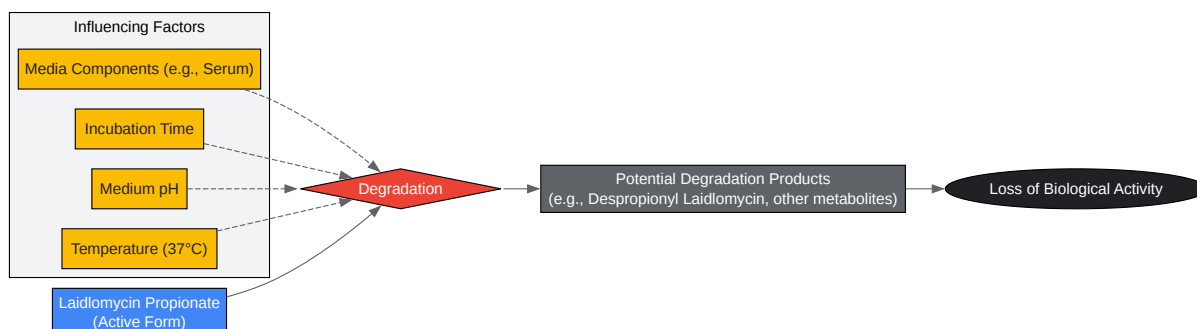 Influencing Factors
Media Components (e.g., Serum)
Incubation Time
Medium pH
Temperature (37°C)
Laidlomycin Propionate
(Active Form)
Degradation
Potential Degradation Products
(e.g., Despropionyl Laidlomycin, other metabolites)
Loss of Biological Activity